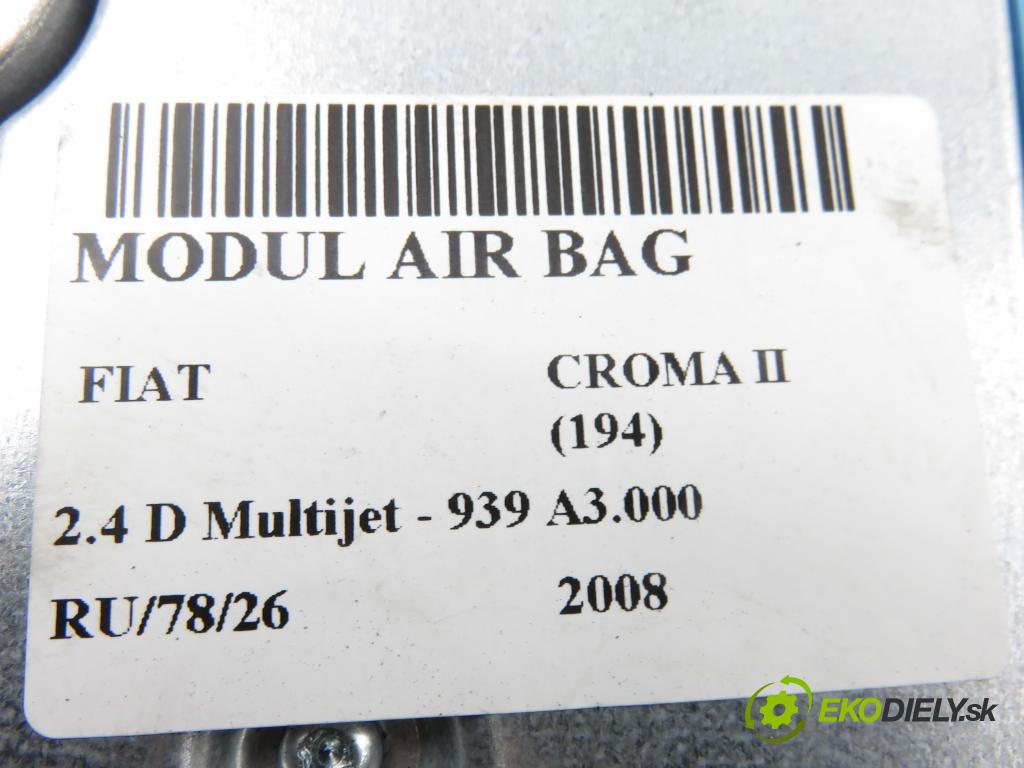 MODUL AIR BAG
FIAT CROMA II
(194)
2.4 D Multijet - 939 A3.000
RU/78/26 2008
EKODIELY.sk